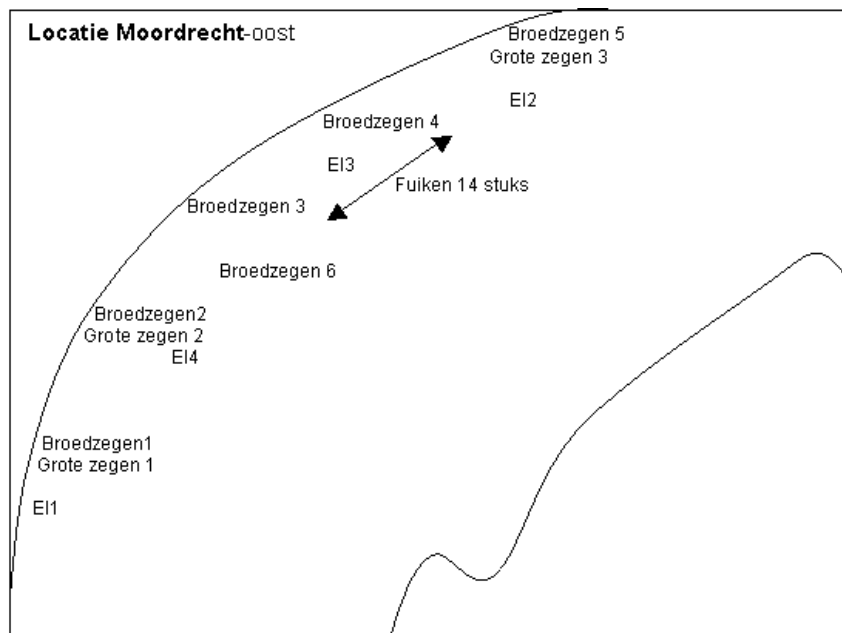 Locatie Moordrecht-oost
Broedzegen 5
Grote zegen 3
El2
Broedzegen 4
El3
Fuiken 14 stuks
Broedzegen 3
Broedzegen 6
Broedzegen2
Grote zegen 2
El4
Broedzegen1
Grote zegen 1
El1